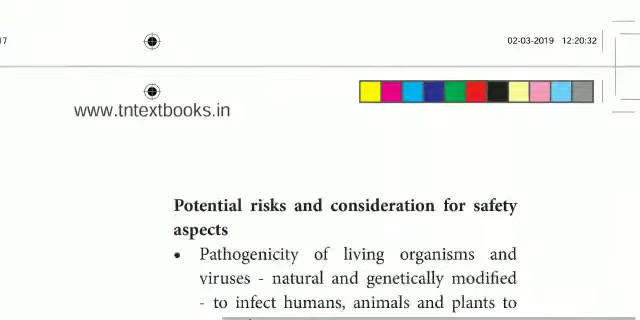 17
02-03-2019 12:20:32
www.tntextbooks.in
Potential risks and consideration for safety
aspects
• Pathogenicity of living organisms and
viruses - natural and genetically modified
- to infect humans, animals and plants to